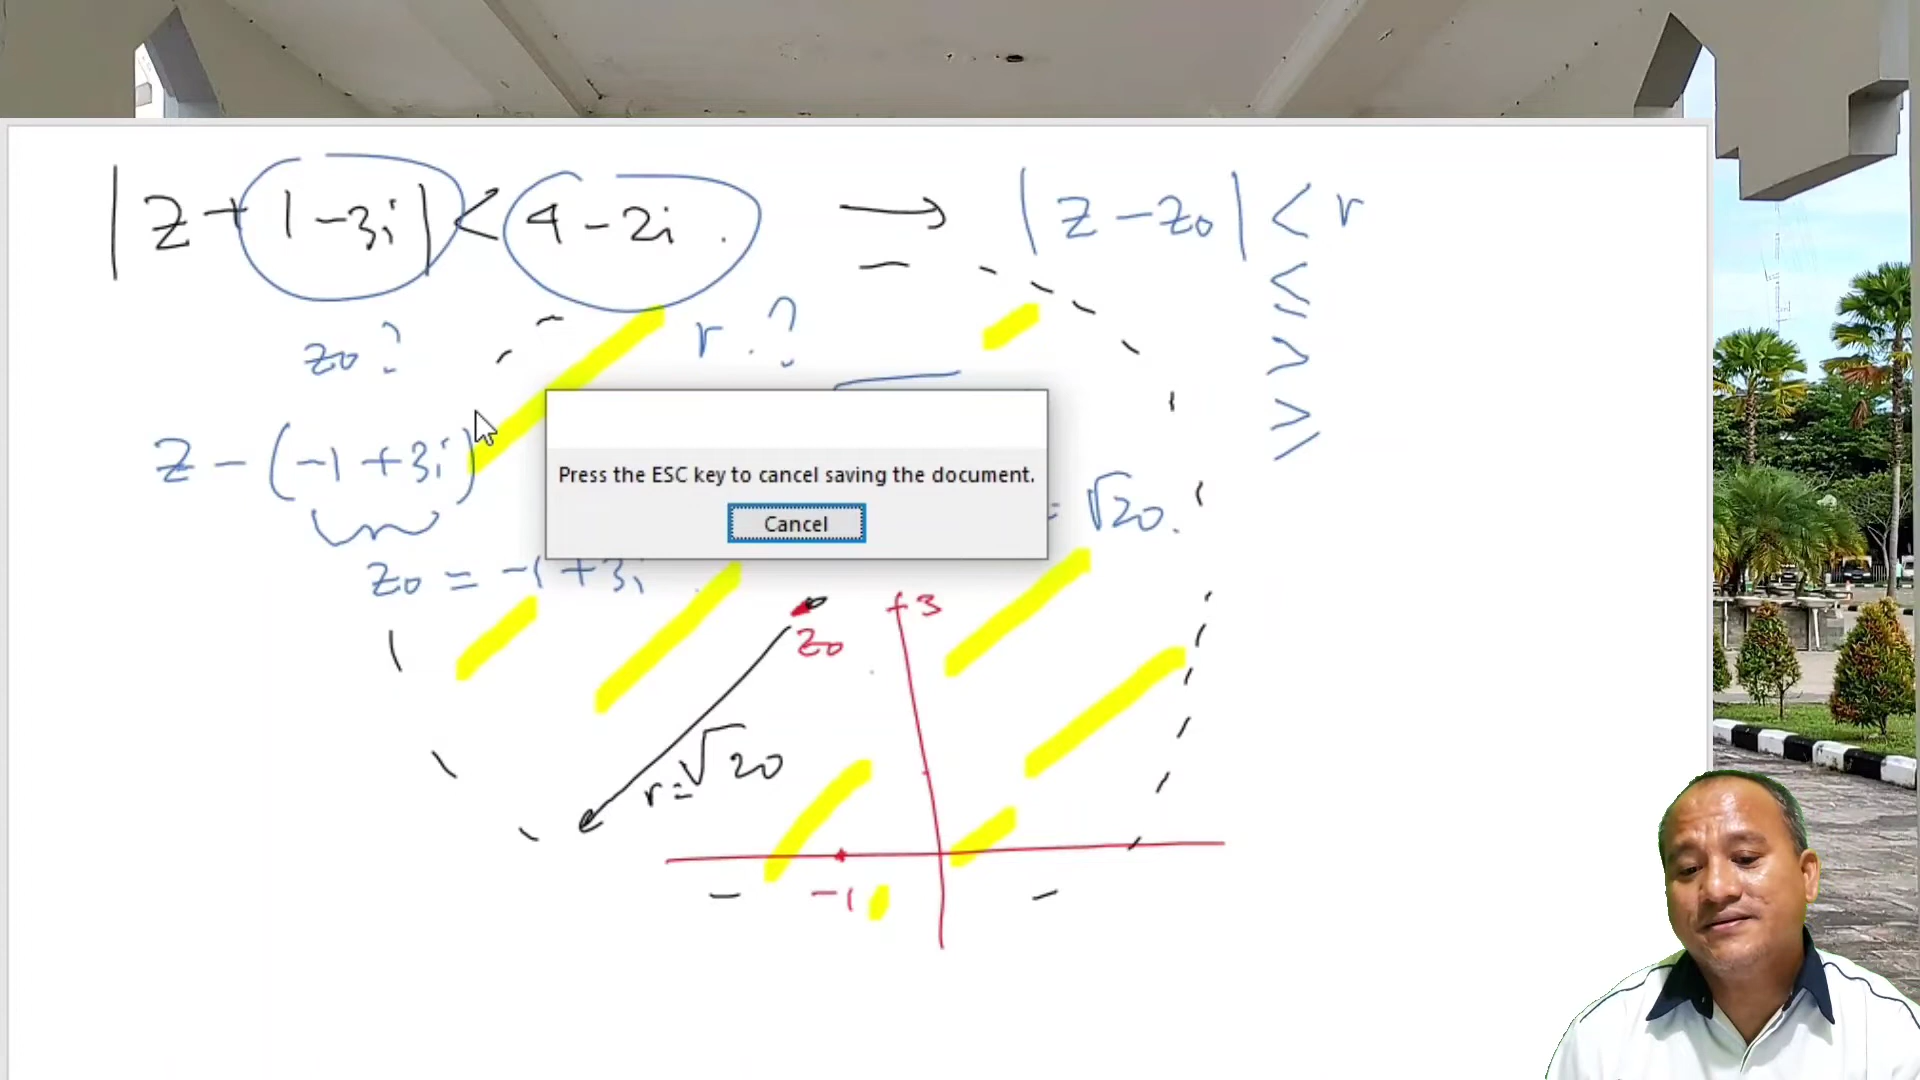 |z + 1 - 3i| < 4 - 2i . → |z - z₀| < r
≤
>
≥
z₀ ?
r . ?
z - (-1 + 3i)
z₀ = -1 + 3i
Press the ESC key to cancel saving the document.
Cancel
= √20 .
z₀
+3
r = √20
-1